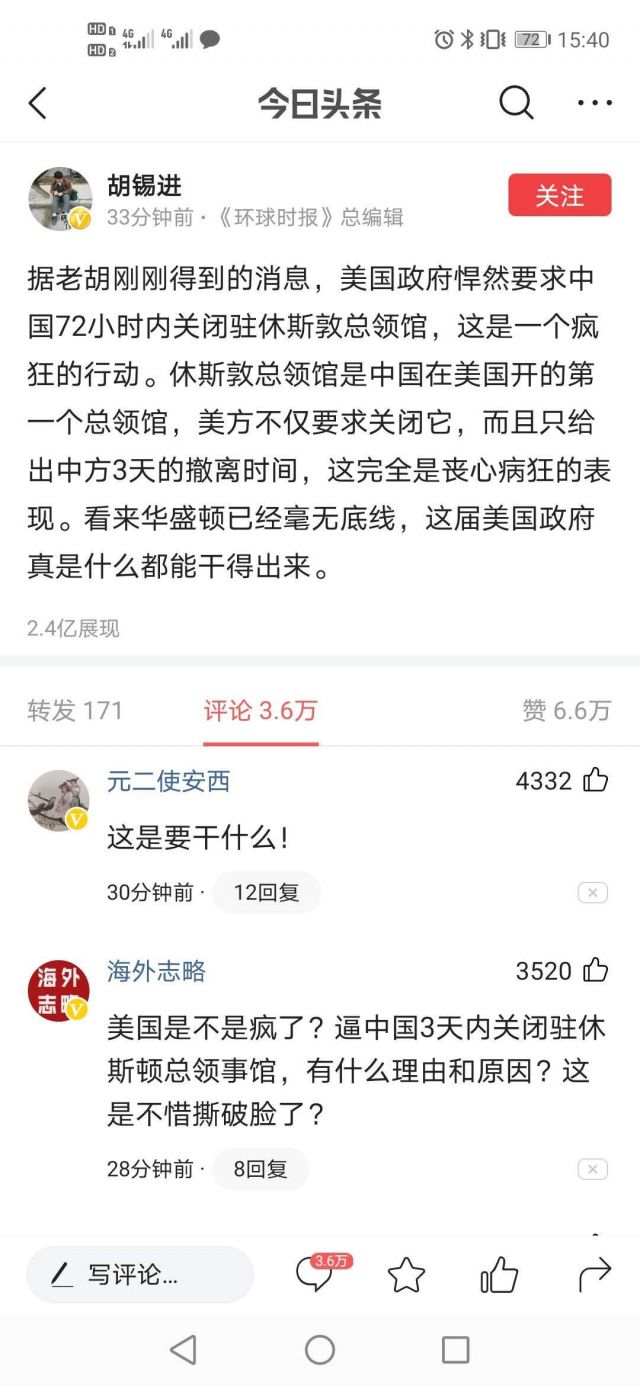 HD 1 4G 4G 72 15:40
HD 2
今日头条
胡锡进
33分钟前 · 《环球时报》总编辑
关注
据老胡刚刚得到的消息，美国政府悍然要求中
国72小时内关闭驻休斯敦总领馆，这是一个疯
狂的行动。休斯敦总领馆是中国在美国开的第
一个总领馆，美方不仅要求关闭它，而且只给
出中方3天的撤离时间，这完全是丧心病狂的表
现。看来华盛顿已经毫无底线，这届美国政府
真是什么都能干得出来。
2.4亿展现
转发 171 评论 3.6万 赞 6.6万
元二使安西 4332
这是要干什么！
30分钟前 · 12回复
海外志略
海外志略 3520
美国是不是疯了？逼中国3天内关闭驻休
斯顿总领事馆，有什么理由和原因？这
是不惜撕破脸了？
28分钟前 · 8回复
写评论...
3.6万